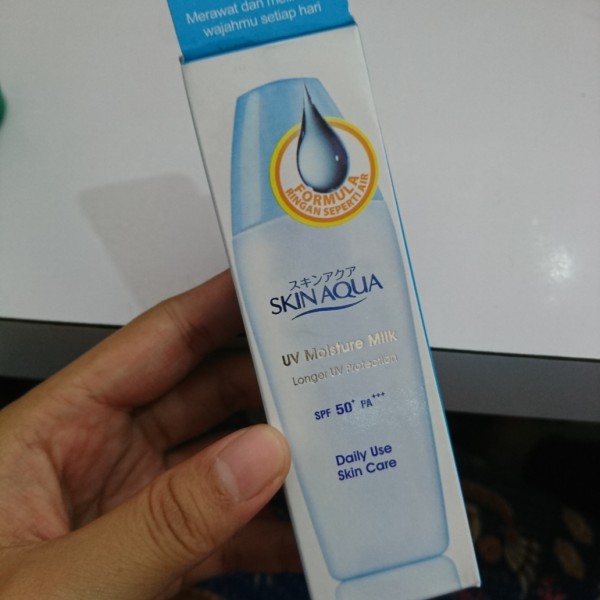 Merawat dan
wajahmu setiap hari
FORMULA
RINGAN SEPERTI AIR
スキンアクア
SKIN AQUA
UV Moisture Milk
Longer UV Protection
SPF 50+ PA+++
Daily Use
Skin Care